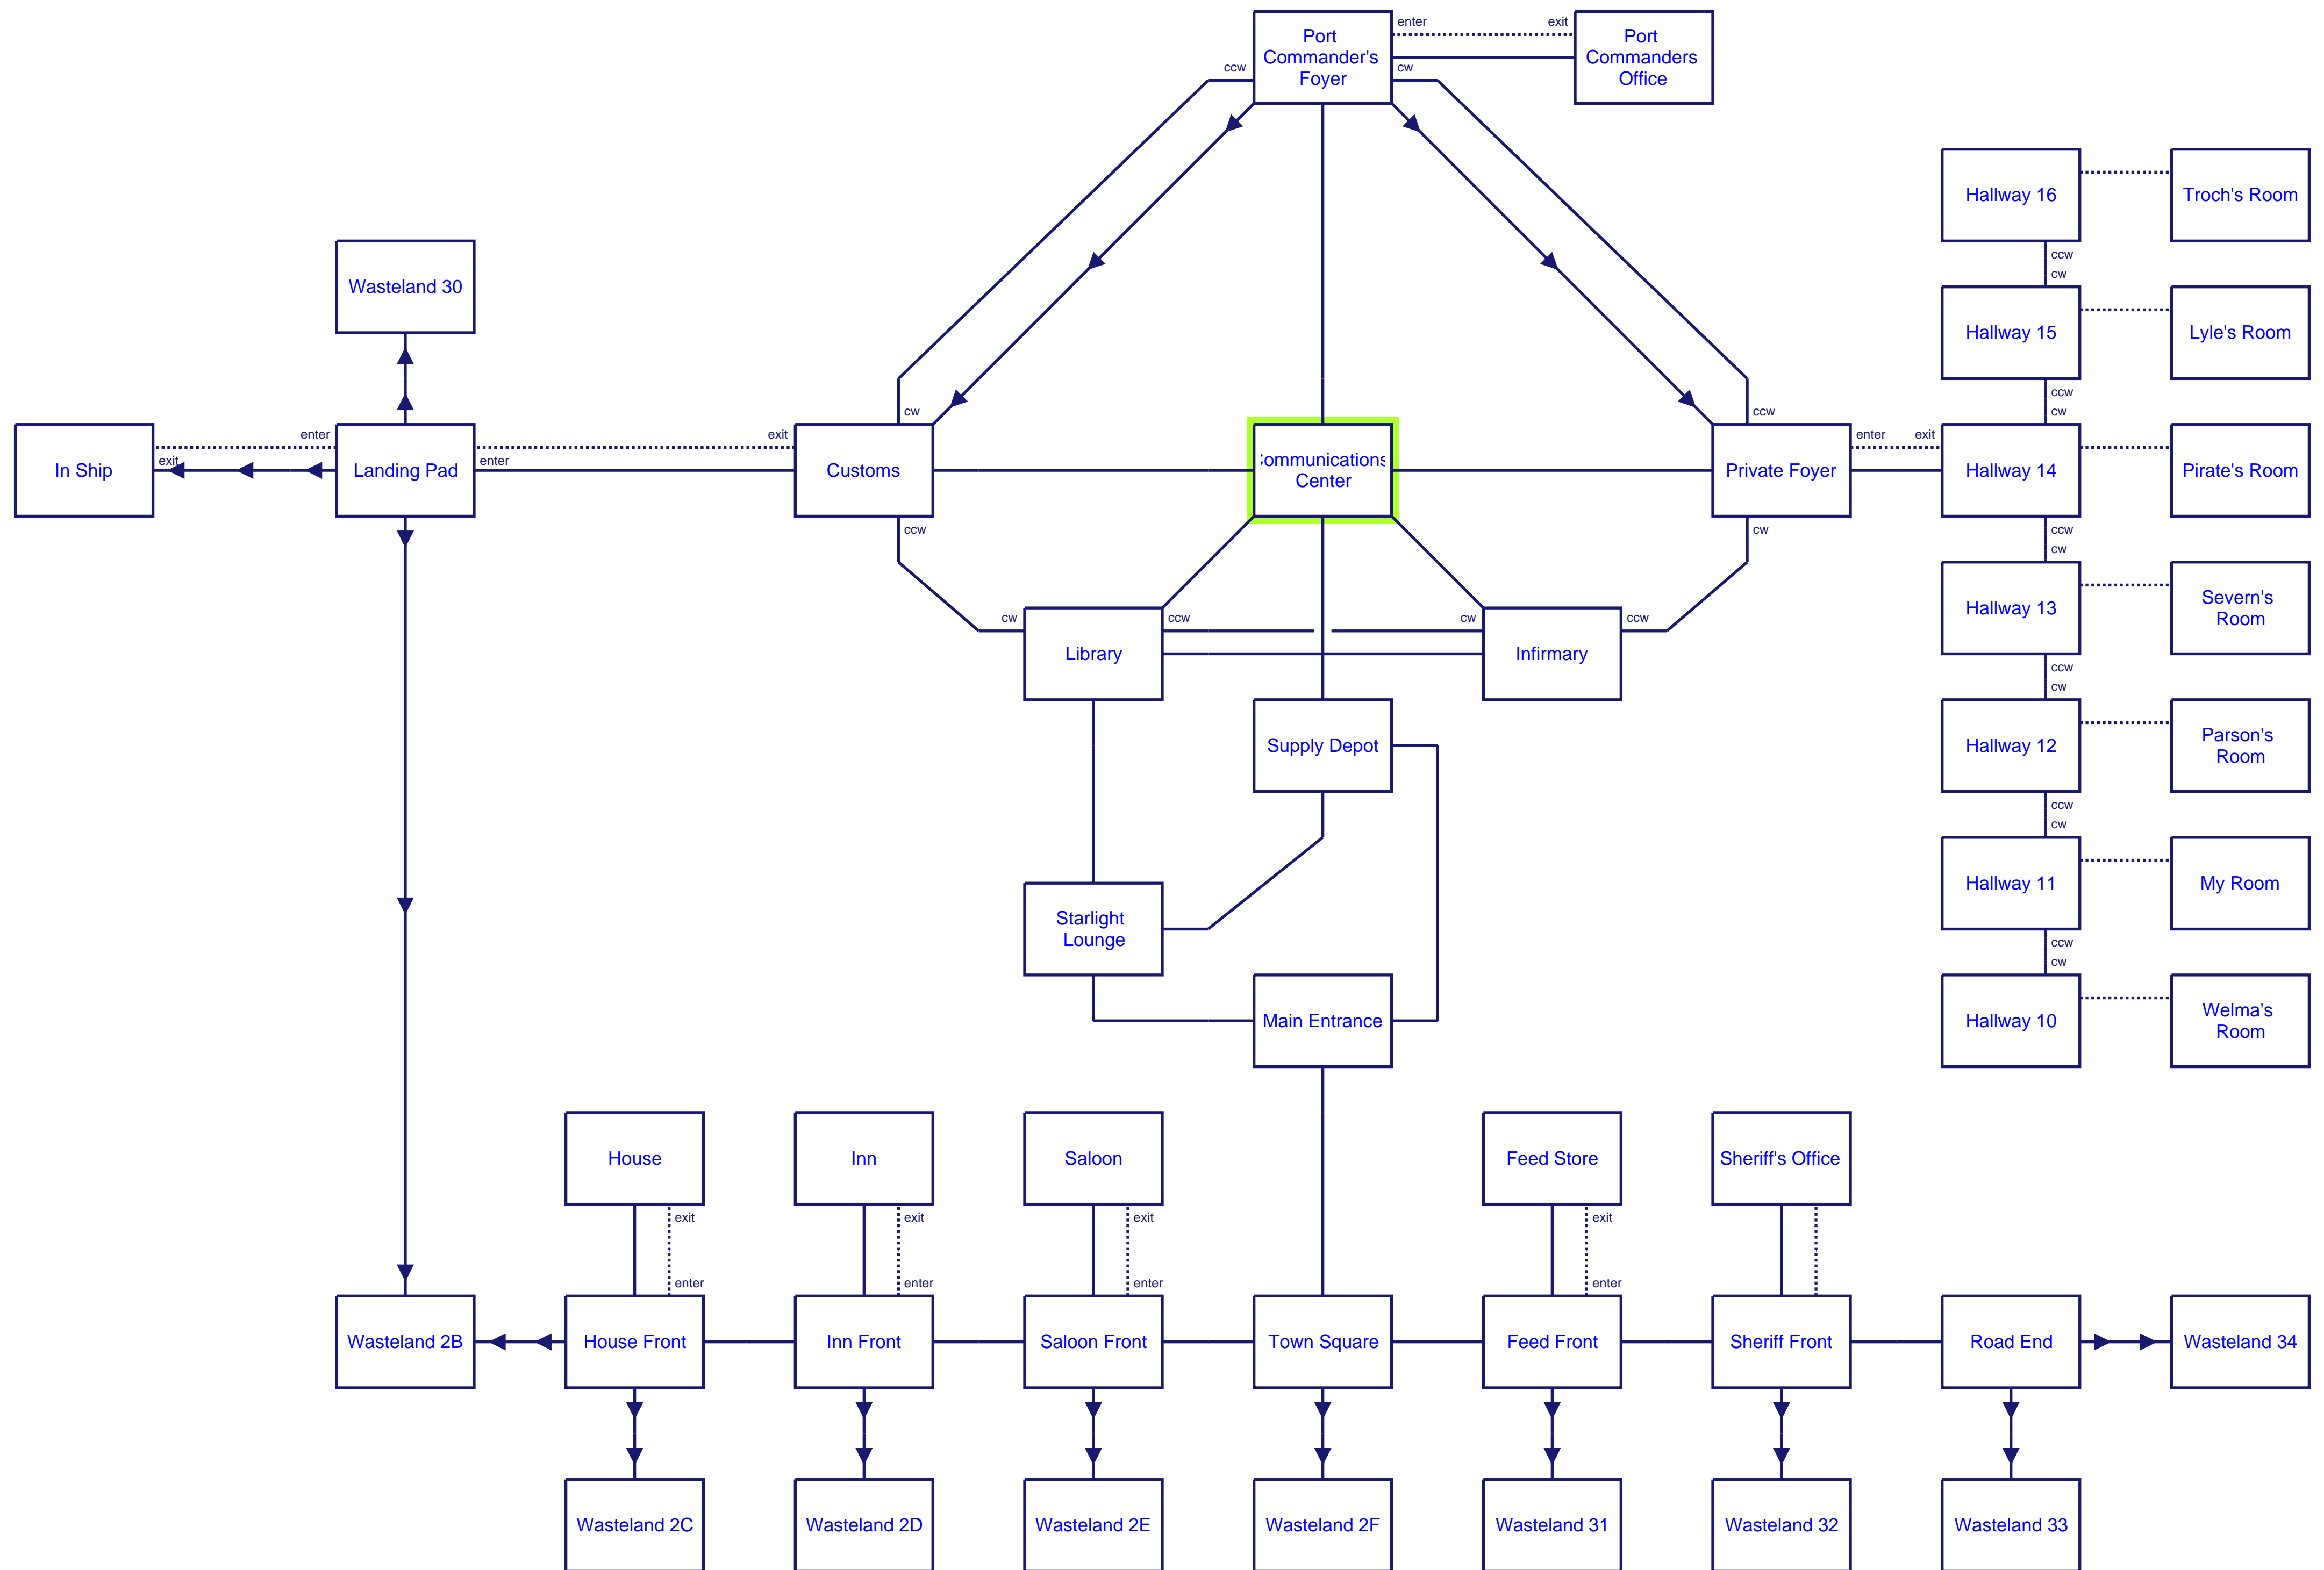 Port
Commander's
Foyer
enter
exit
Port
Commanders
Office
ccw
cw
Hallway 16
Troch's Room
ccw
cw
Wasteland 30
Hallway 15
Lyle's Room
ccw
cw
cw
ccw
In Ship
exit
enter
Landing Pad
enter
exit
Customs
Communications
Center
Private Foyer
enter
exit
Hallway 14
Pirate's Room
ccw
cw
ccw
cw
Hallway 13
Severn's
Room
cw
Library
ccw
cw
Infirmary
ccw
ccw
cw
Supply Depot
Hallway 12
Parson's
Room
ccw
cw
Starlight
Lounge
Hallway 11
My Room
ccw
cw
Main Entrance
Hallway 10
Welma's
Room
House
Inn
Saloon
Feed Store
Sheriff's Office
exit
exit
exit
exit
enter
enter
enter
enter
Wasteland 2B
House Front
Inn Front
Saloon Front
Town Square
Feed Front
Sheriff Front
Road End
Wasteland 34
Wasteland 2C
Wasteland 2D
Wasteland 2E
Wasteland 2F
Wasteland 31
Wasteland 32
Wasteland 33